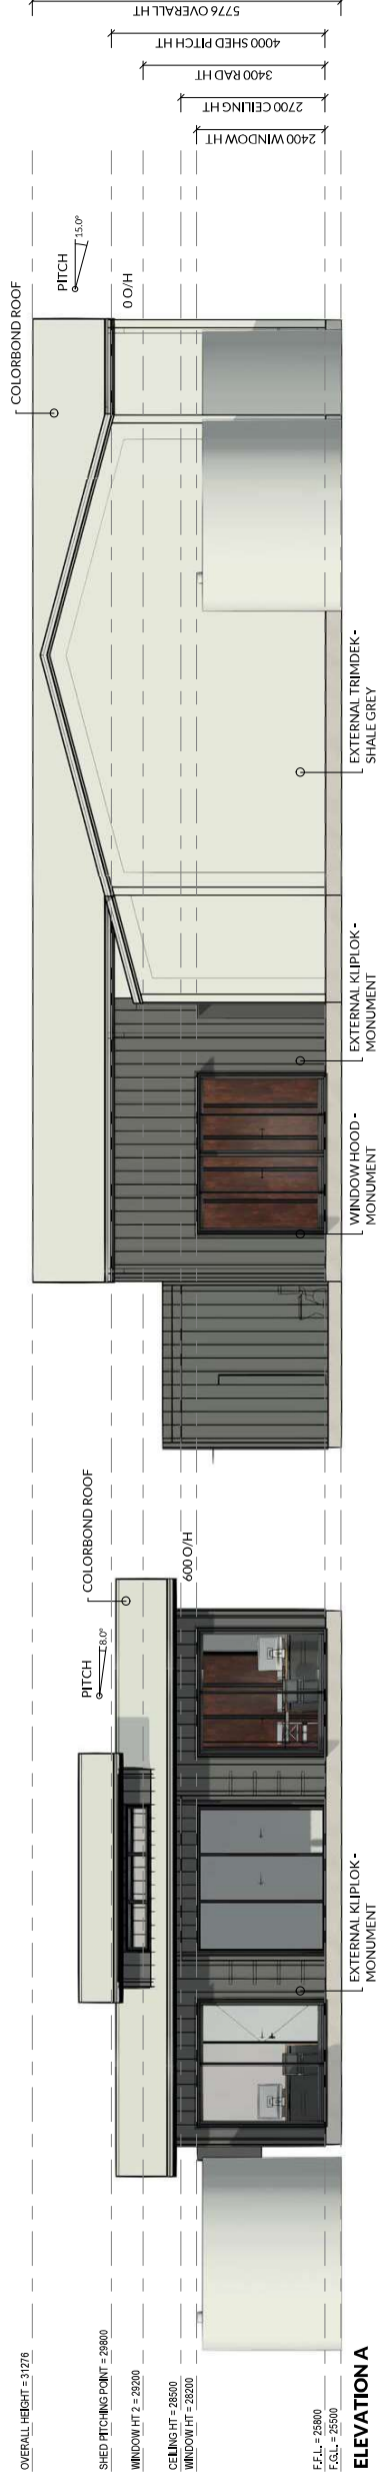 OVERALL HEIGHT = 31276
SHED PITCHING POINT = 29800
WINDOW HT 2 = 29200
CEILING HT = 28500
WINDOW HT = 28200
F.F.L. = 25800
F.G.L. = 25500
ELEVATION A
PITCH
8.0°
COLORBOND ROOF
600 O/H
EXTERNAL KLIPLOK -
MONUMENT
WINDOW HOOD -
MONUMENT
EXTERNAL KLIPLOK -
MONUMENT
EXTERNAL TRIMDEK -
SHALE GREY
COLORBOND ROOF
PITCH
15.0°
0 O/H
2400 WINDOW HT
2700 CEILING HT
3400 RAD HT
4000 SHED PITCH HT
5776 OVERALL HT